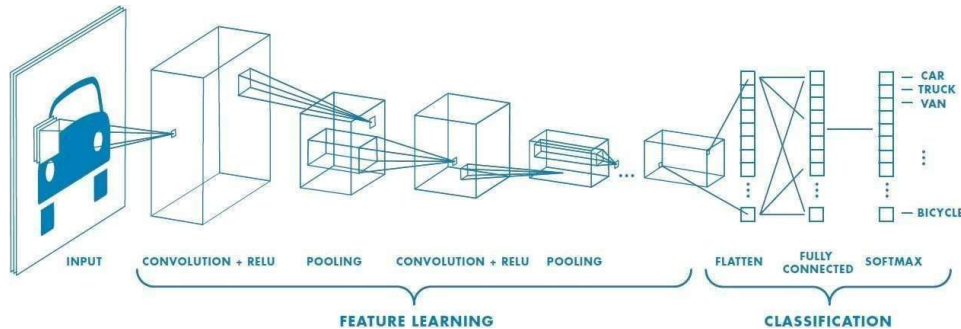 CAR
TRUCK
VAN
BICYCLE
INPUT
CONVOLUTION + RELU
POOLING
CONVOLUTION + RELU
POOLING
FLATTEN
FULLY
CONNECTED
SOFTMAX
FEATURE LEARNING
CLASSIFICATION